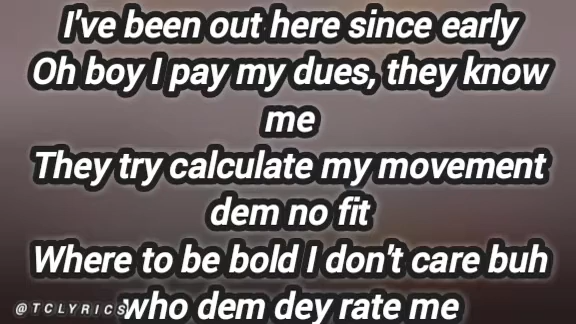 I've been out here since early
Oh boy I pay my dues, they know
me
They try calculate my movement
dem no fit
Where to be bold I don't care buh
who dem dey rate me
@TCLYRICS